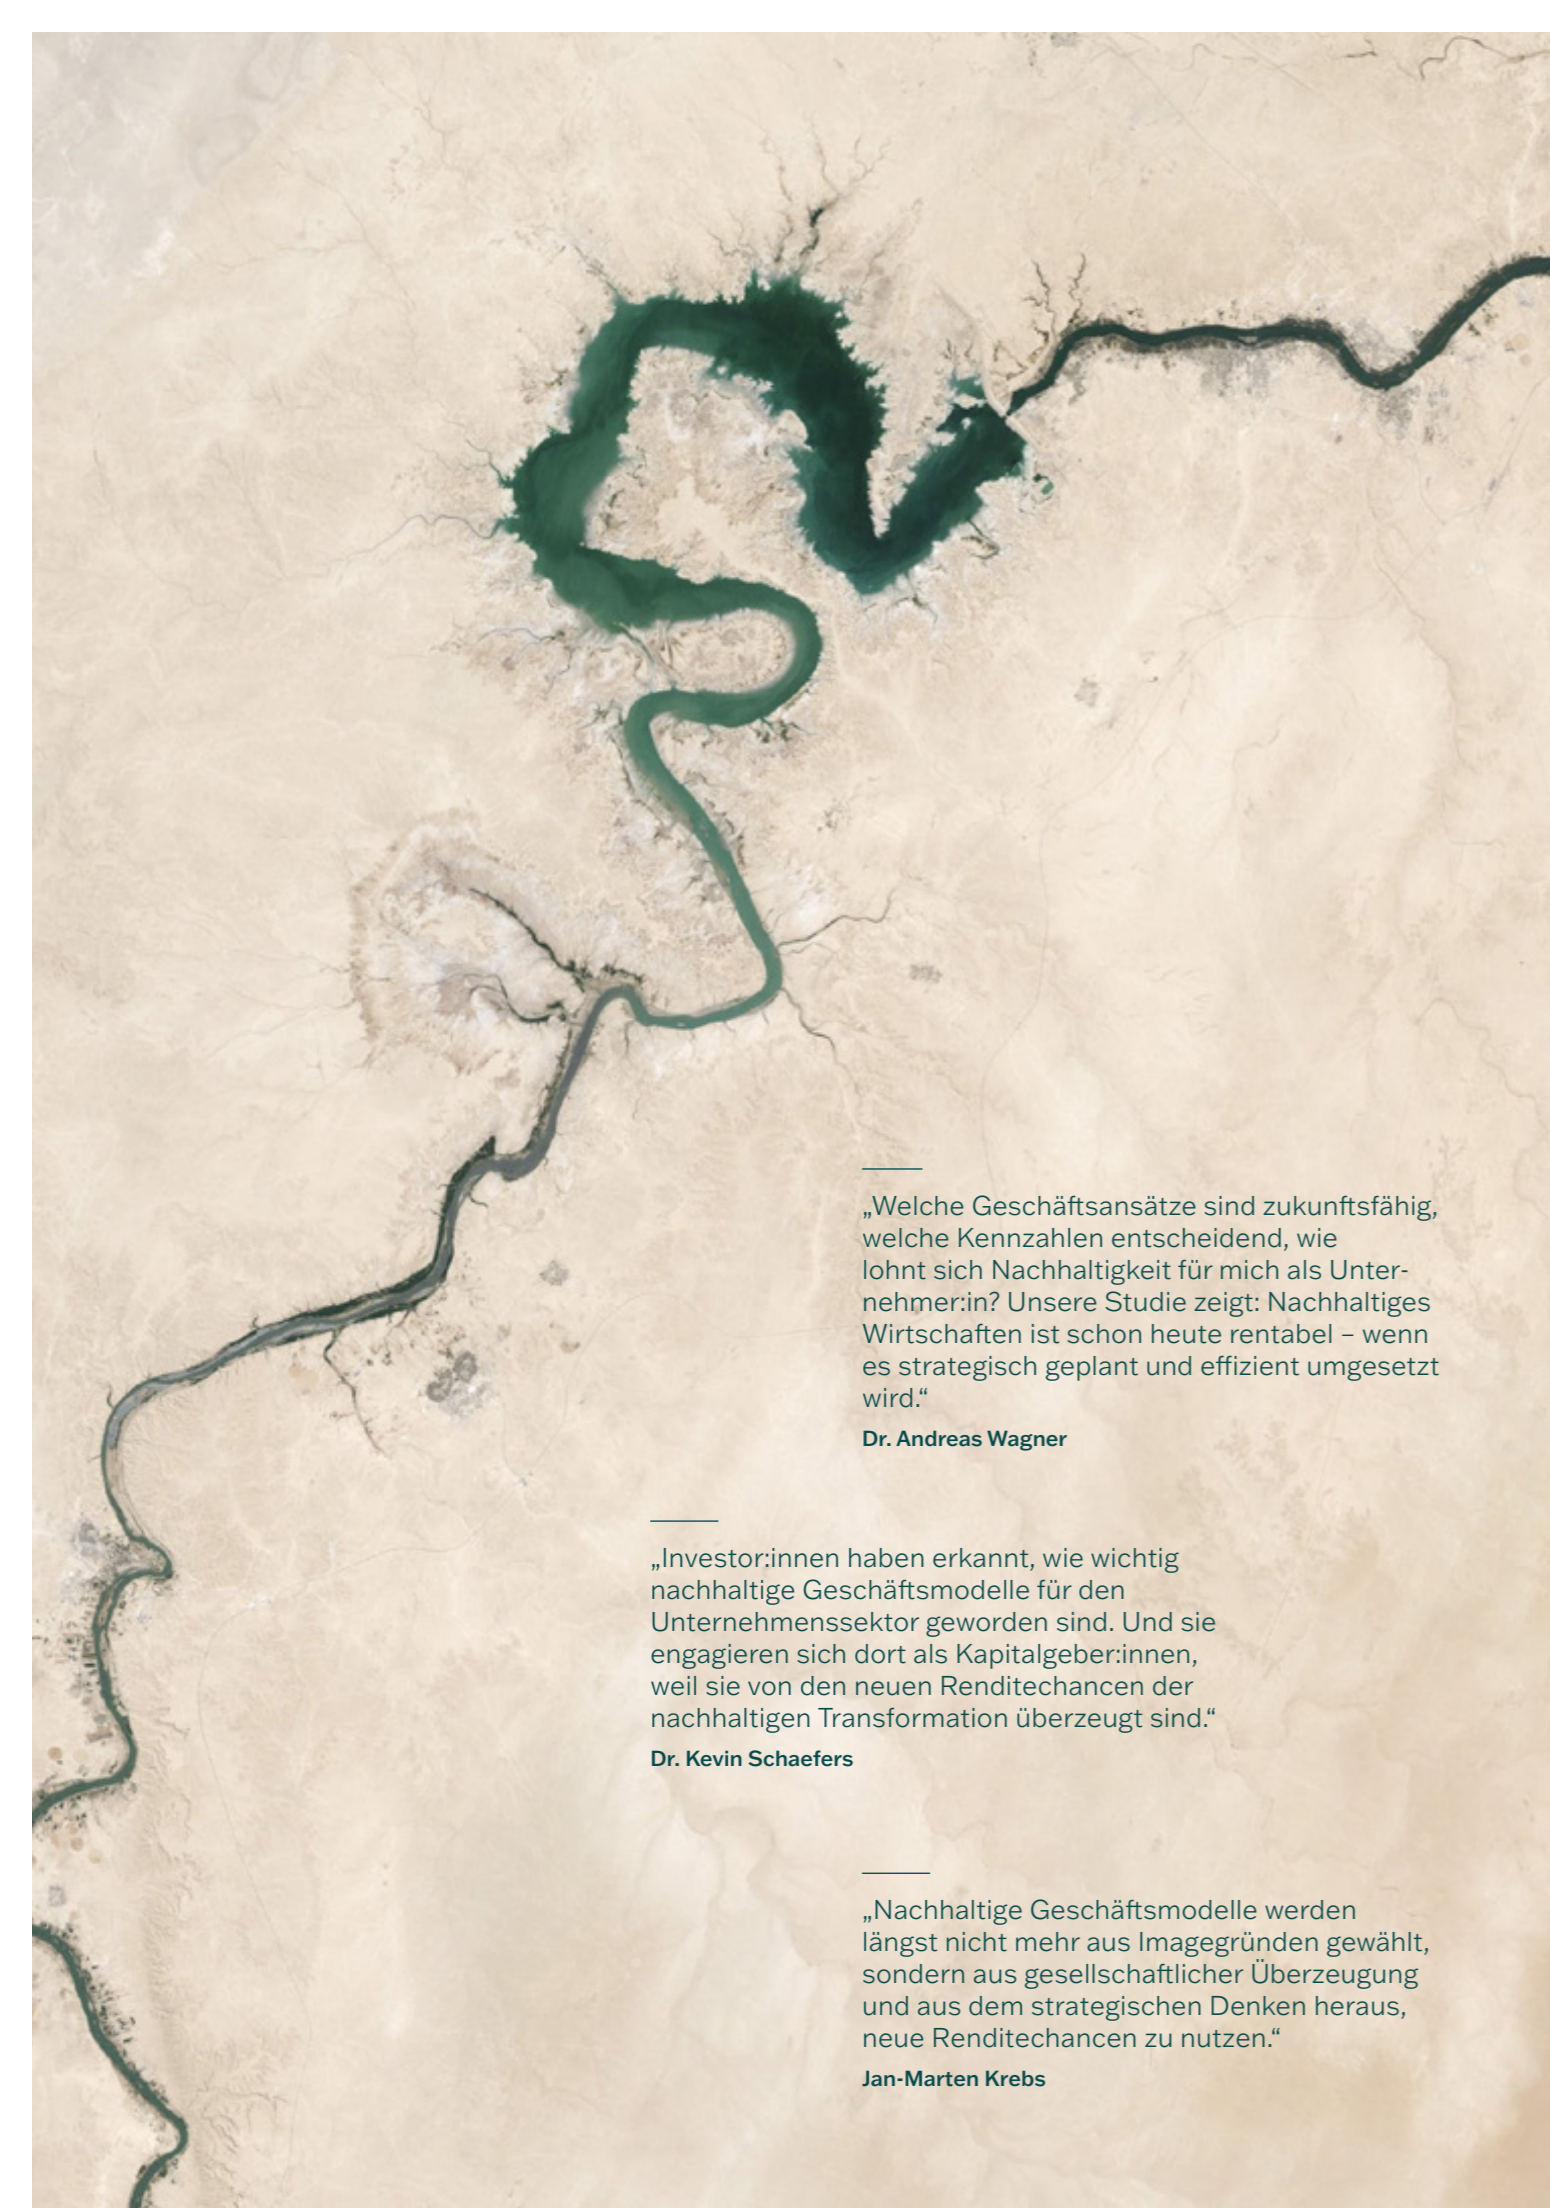 „Welche Geschäftsansätze sind zukunftsfähig,
welche Kennzahlen entscheidend, wie
lohnt sich Nachhaltigkeit für mich als Unter-
nehmer:in? Unsere Studie zeigt: Nachhaltiges
Wirtschaften ist schon heute rentabel – wenn
es strategisch geplant und effizient umgesetzt
wird.“
Dr. Andreas Wagner
„Investor:innen haben erkannt, wie wichtig
nachhaltige Geschäftsmodelle für den
Unternehmenssektor geworden sind. Und sie
engagieren sich dort als Kapitalgeber:innen,
weil sie von den neuen Renditechancen der
nachhaltigen Transformation überzeugt sind.“
Dr. Kevin Schaefers
„Nachhaltige Geschäftsmodelle werden
längst nicht mehr aus Imagegründen gewählt,
sondern aus gesellschaftlicher Überzeugung
und aus dem strategischen Denken heraus,
neue Renditechancen zu nutzen.“
Jan-Marten Krebs